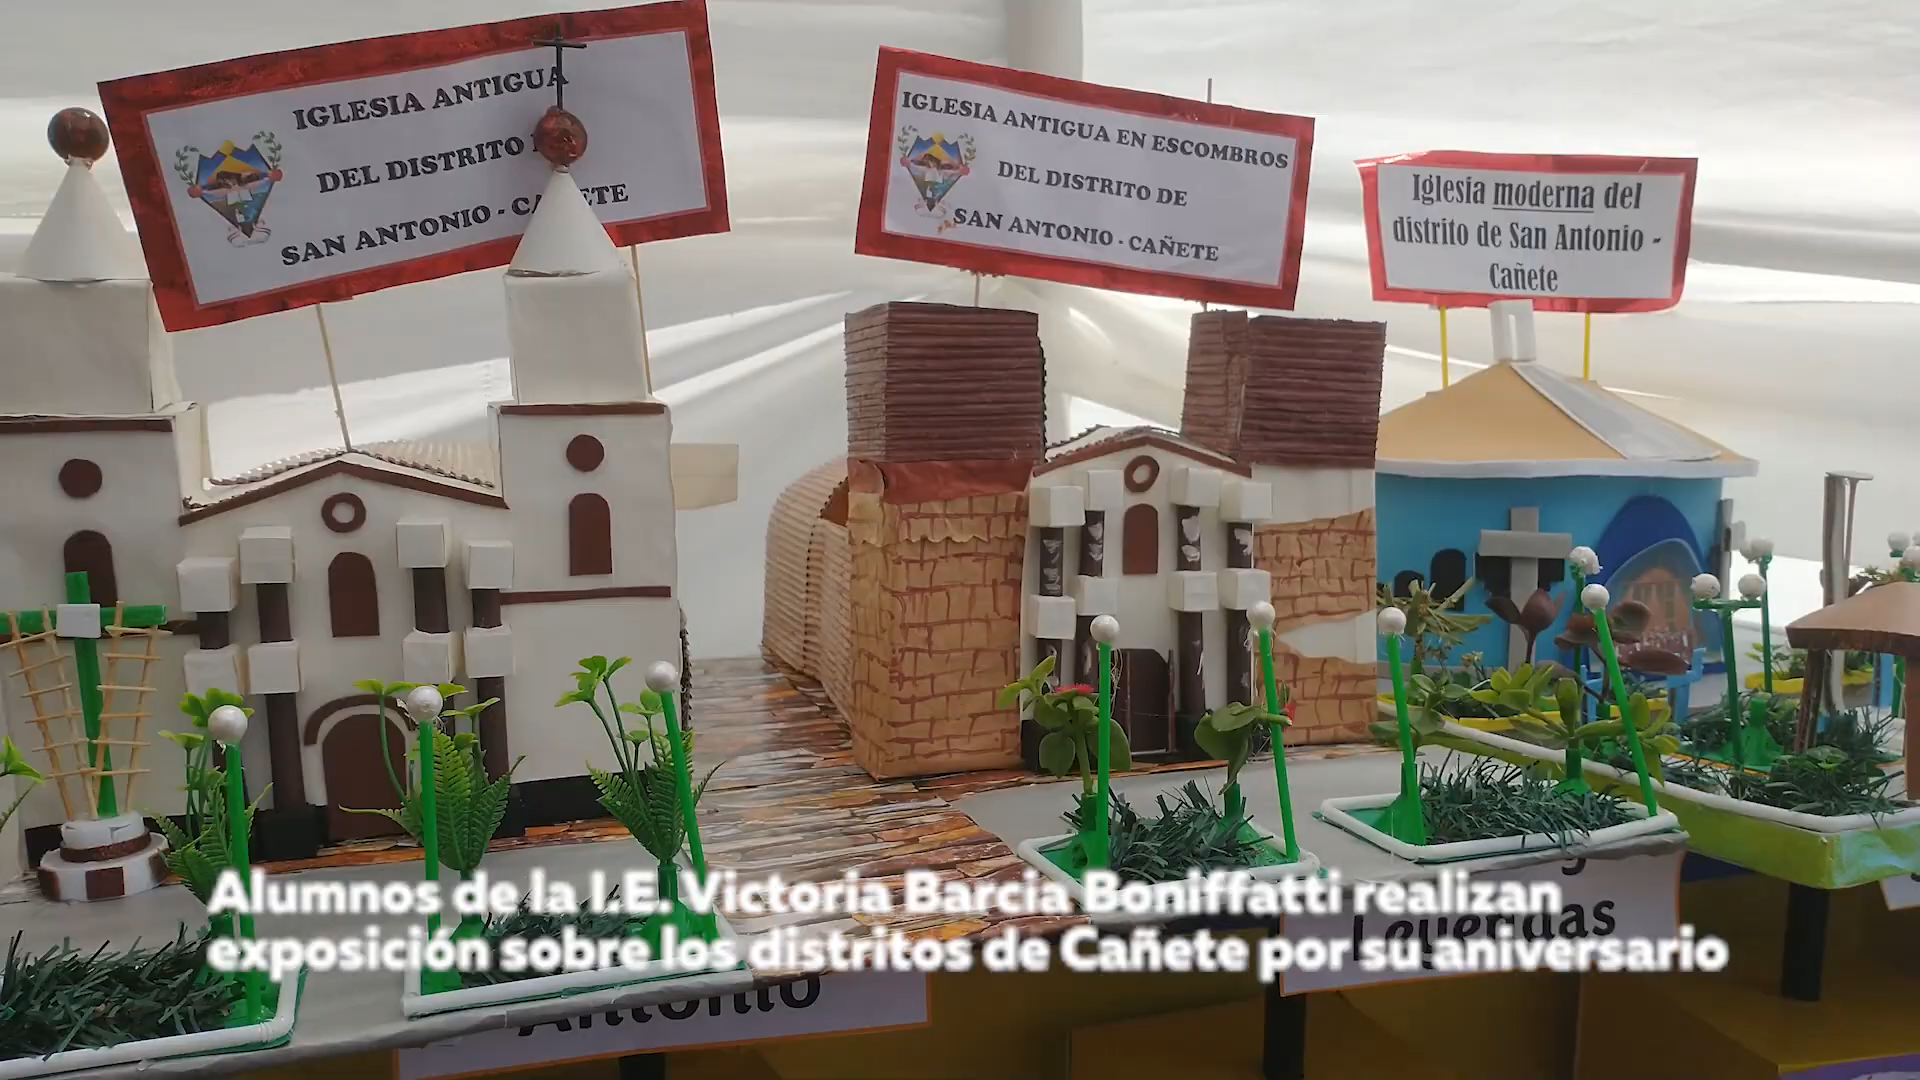 IGLESIA ANTIGUA
DEL DISTRITO
SAN ANTONIO - CAÑETE
IGLESIA ANTIGUA EN ESCOMBROS
DEL DISTRITO DE
SAN ANTONIO - CAÑETE
Iglesia moderna del
distrito de San Antonio -
Cañete
Alumnos de la I.E. Victoria Barcia Boniffatti realizan
exposición sobre los distritos de Cañete por su aniversario
Leyendas
Antonio